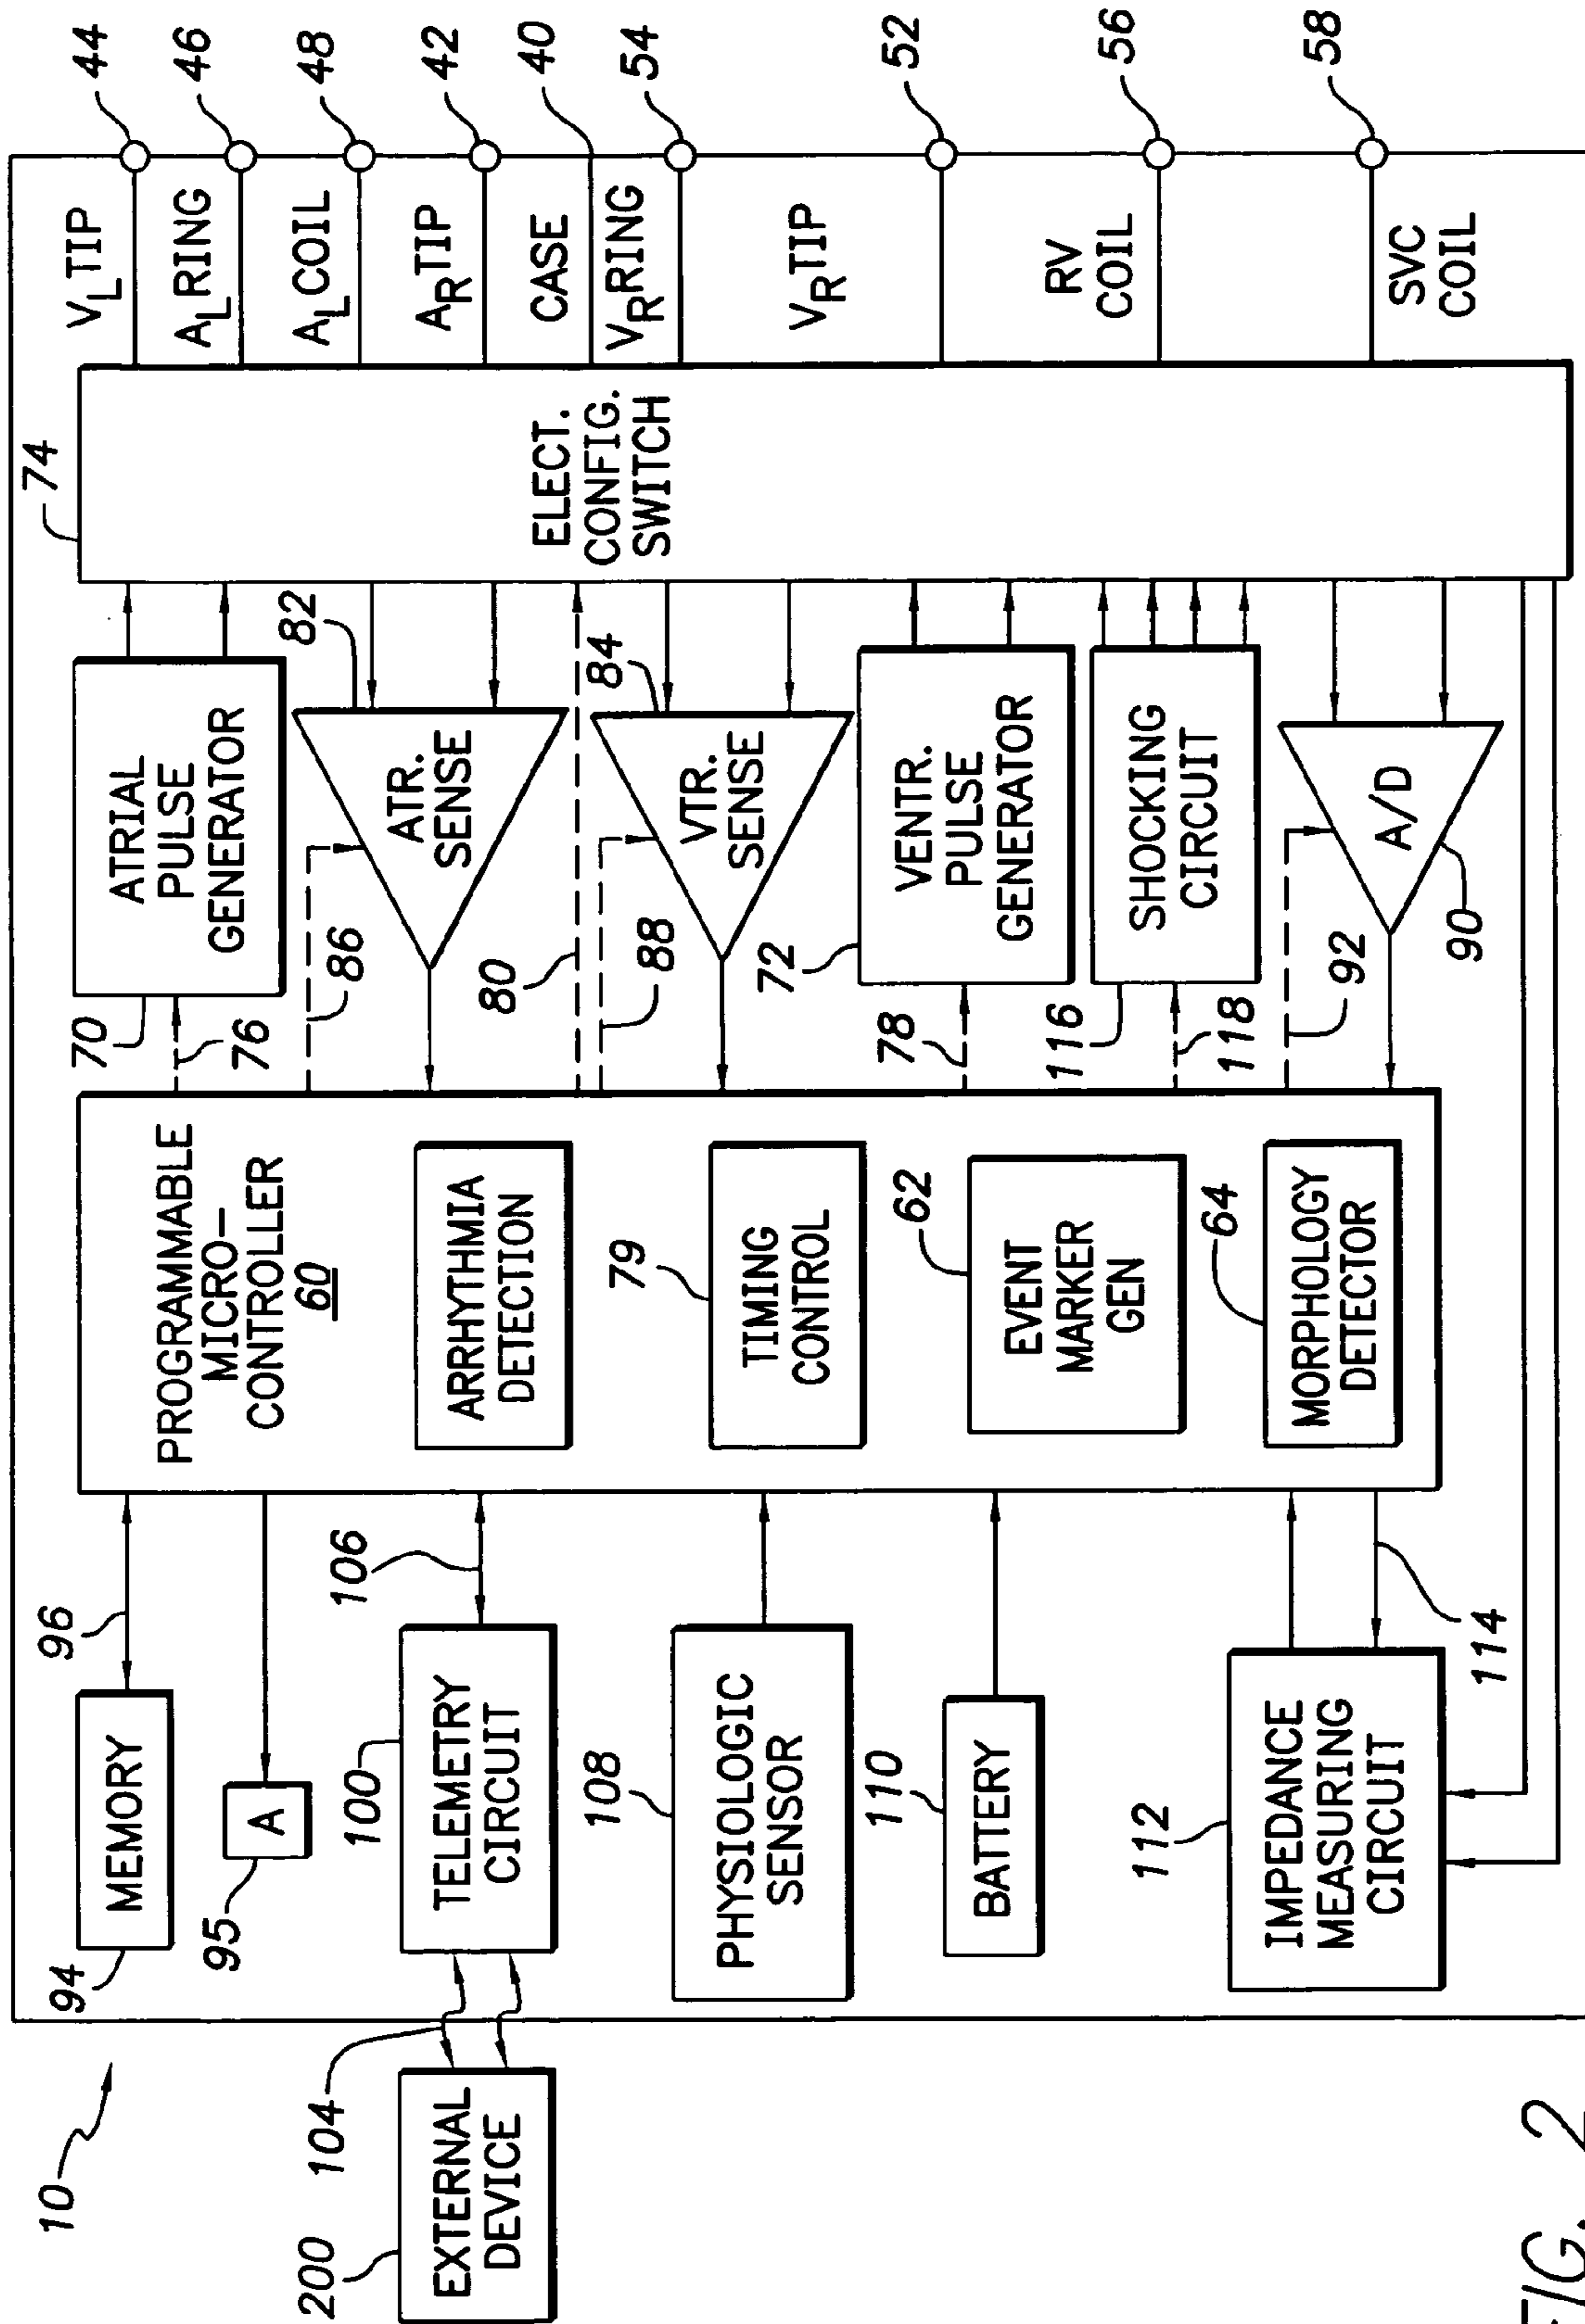 10
200
EXTERNAL
DEVICE
104
94
MEMORY
96
95
A
100
TELEMETRY
CIRCUIT
106
108
PHYSIOLOGIC
SENSOR
110
BATTERY
112
IMPEDANCE
MEASURING
CIRCUIT
114
PROGRAMMABLE
MICRO–
CONTROLLER
60
ARRHYTHMIA
DETECTION
79
TIMING
CONTROL
62
EVENT
MARKER
GEN
64
MORPHOLOGY
DETECTOR
70
ATRIAL
PULSE
GENERATOR
76
86
82
ATR.
SENSE
80
88
84
VTR.
SENSE
72
VENTR.
PULSE
GENERATOR
78
116
SHOCKING
CIRCUIT
118
92
A/D
90
74
ELECT.
CONFIG.
SWITCH
VL TIP
44
AL RING
46
AL COIL
48
AR TIP
42
CASE
40
VR RING
54
VR TIP
52
RV
COIL
56
SVC
COIL
58
FIG. 2